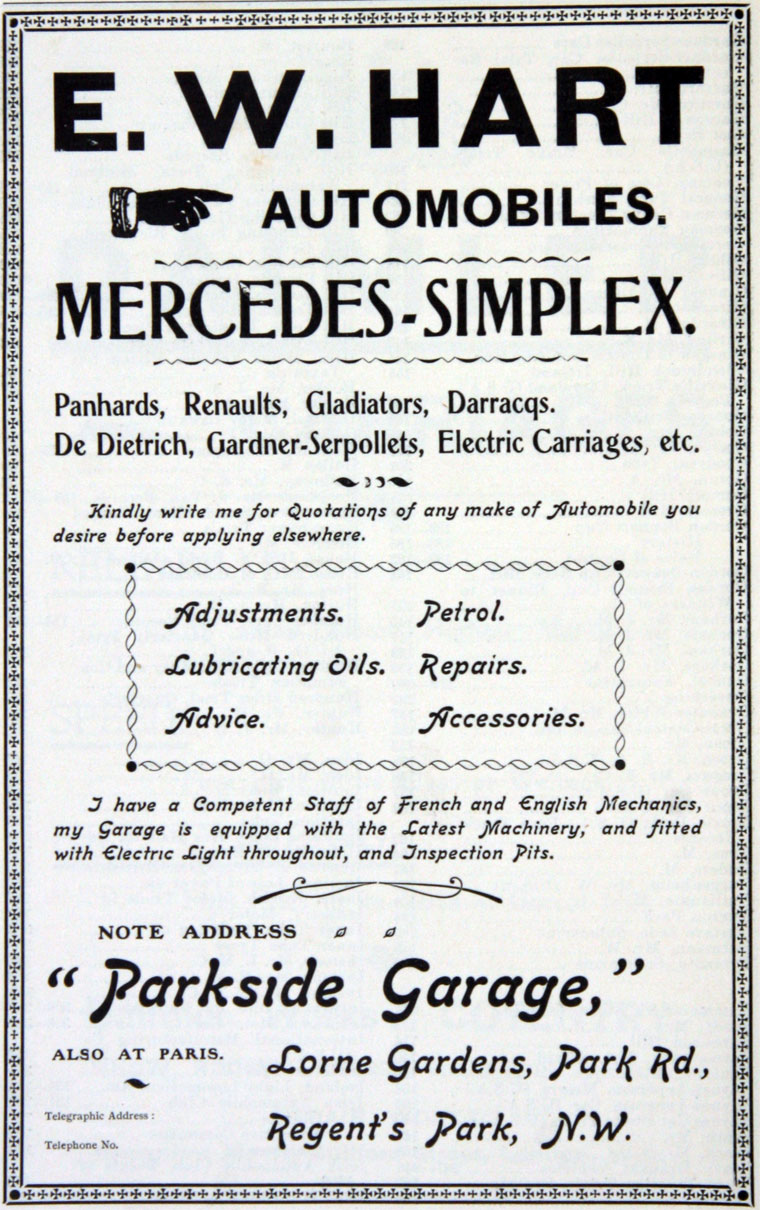 E. W. HART
AUTOMOBILES.
MERCEDES-SIMPLEX.
Panhards, Renaults, Gladiators, Darracqs.
De Dietrich, Gardner-Serpollets, Electric Carriages, etc.
Kindly write me for Quotations of any make of Automobile you
desire before applying elsewhere.
Adjustments. Petrol.
Lubricating Oils. Repairs.
Advice. Accessories.
I have a Competent Staff of French and English Mechanics,
my Garage is equipped with the Latest Machinery, and fitted
with Electric Light throughout, and Inspection Pits.
NOTE ADDRESS
“Parkside Garage,”
ALSO AT PARIS.
Lorne Gardens, Park Rd.,
Telegraphic Address :
Regent's Park, N.W.
Telephone No.